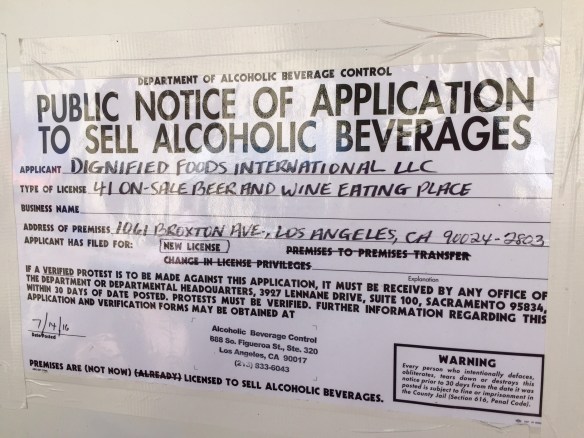 DEPARTMENT OF ALCOHOLIC BEVERAGE CONTROL
PUBLIC NOTICE OF APPLICATION
TO SELL ALCOHOLIC BEVERAGES
APPLICANT DIGNIFIED FOODS INTERNATIONAL LLC
TYPE OF LICENSE 41 ON-SALE BEER AND WINE EATING PLACE
BUSINESS NAME
ADDRESS OF PREMISES 1061 BROXTON AVE, LOS ANGELES, CA 90024-2803
APPLICANT HAS FILED FOR: NEW LICENSE PREMISES TO PREMISES TRANSFER
CHANGE IN LICENSE PRIVILEGES
Explanation
IF A VERIFIED PROTEST IS TO BE MADE AGAINST THIS APPLICATION, IT MUST BE RECEIVED BY ANY OFFICE OF
THE DEPARTMENT OR DEPARTMENTAL HEADQUARTERS, 3927 LENNANE DRIVE, SUITE 100, SACRAMENTO 95834,
WITHIN 30 DAYS OF DATE POSTED. PROTESTS MUST BE VERIFIED. FURTHER INFORMATION REGARDING THIS
APPLICATION AND VERIFICATION FORMS MAY BE OBTAINED AT
7/14/16
Date Posted
Alcoholic Beverage Control
888 So. Figueroa St., Ste. 320
Los Angeles, CA 90017
(213) 833-6043
PREMISES ARE (NOT NOW) (ALREADY) LICENSED TO SELL ALCOHOLIC BEVERAGES.
WARNING
Every person who intentionally defaces,
obliterates, tears down or destroys this
notice prior to 30 days from the date it was
posted is subject to fine or imprisonment in
the County Jail (Section 616, Penal Code).